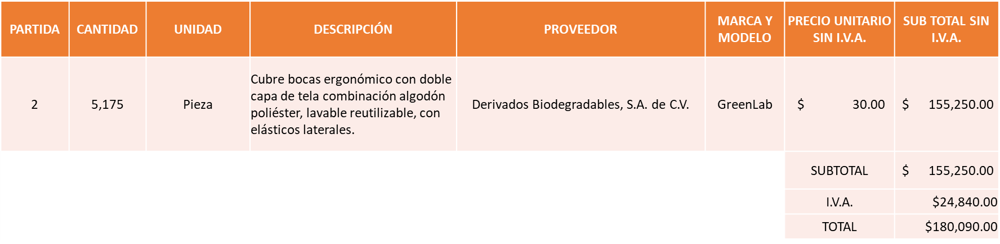 PARTIDA
CANTIDAD
UNIDAD
DESCRIPCIÓN
PROVEEDOR
MARCA Y
MODELO
PRECIO UNITARIO
SIN I.V.A.
SUB TOTAL SIN
I.V.A.
2
5,175
Pieza
Cubre bocas ergonómico con doble
capa de tela combinación algodón
poliéster, lavable reutilizable, con
elásticos laterales.
Derivados Biodegradables, S.A. de C.V.
GreenLab
$ 30.00
$ 155,250.00
SUBTOTAL
$ 155,250.00
I.V.A.
$24,840.00
TOTAL
$180,090.00